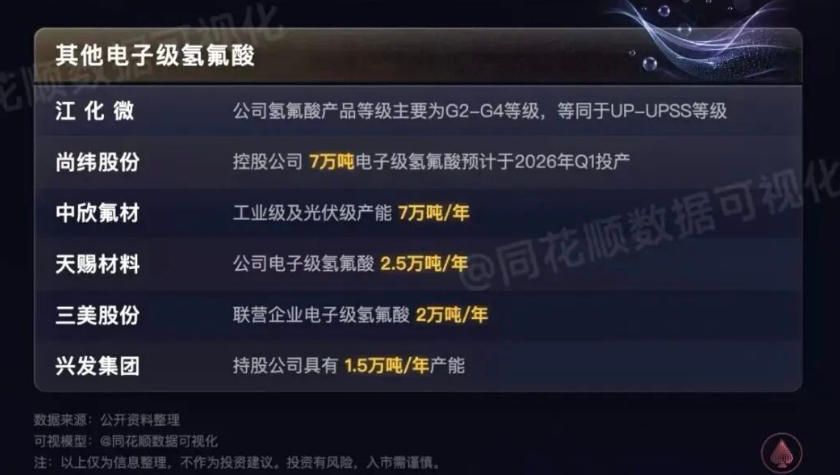 其他电子级氢氟酸
江化微 公司氢氟酸产品等级主要为G2-G4等级，等同于UP-UPSS等级
尚纬股份 控股公司 7万吨电子级氢氟酸预计于2026年Q1投产
中欣氟材 工业级及光伏级产能 7万吨/年
天赐材料 公司电子级氢氟酸 2.5万吨/年
三美股份 联营企业电子级氢氟酸 2万吨/年
兴发集团 持股公司具有 1.5万吨/年产能
数据来源：公开资料整理
可视模型：@同花顺数据可视化
注：以上仅为信息整理，不作为投资建议。投资有风险，入市需谨慎。
@同花顺数据可视化
花顺数据可视化